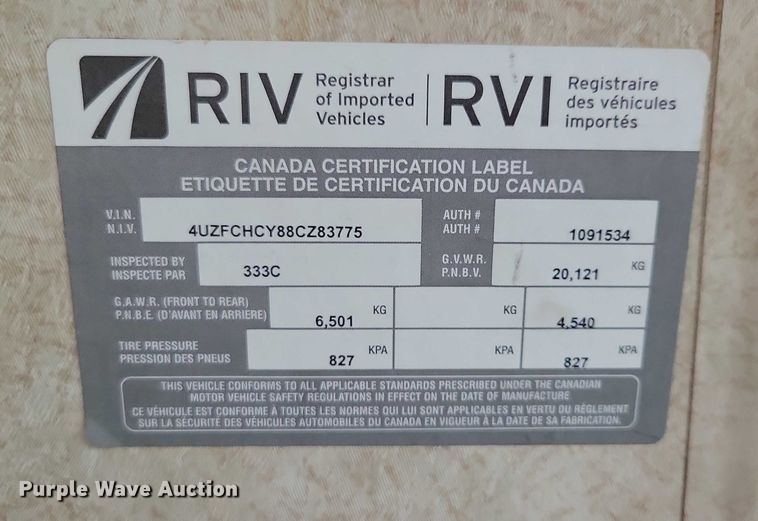 RIV Registrar of Imported Vehicles | RVI Registraire des véhicules importés
CANADA CERTIFICATION LABEL
ETIQUETTE DE CERTIFICATION DU CANADA
V.I.N. N.I.V. 4UZFCHCY88CZ83775 AUTH # AUTH # 1091534
INSPECTED BY INSPECTE PAR 333C G.V.W.R. P.N.B.V. 20,121 KG
G.A.W.R. (FRONT TO REAR) P.N.B.E. (D'AVANT EN ARRIERE) 6,501 KG KG 4,540 KG
TIRE PRESSURE PRESSION DES PNEUS 827 KPA KPA 827 KPA
THIS VEHICLE CONFORMS TO ALL APPLICABLE STANDARDS PRESCRIBED UNDER THE CANADIAN
MOTOR VEHICLE SAFETY REGULATIONS IN EFFECT ON THE DATE OF MANUFACTURE
CE VÉHICULE EST CONFORME À TOUTES LES NORMES QUI LUI SONT APPLICABLES EN VERTU DU RÈGLEMENT
SUR LA SÉCURITÉ DES VÉHICULES AUTOMOBILES DU CANADA EN VIGUEUR À LA DATE DE SA FABRICATION.
Purple Wave Auction